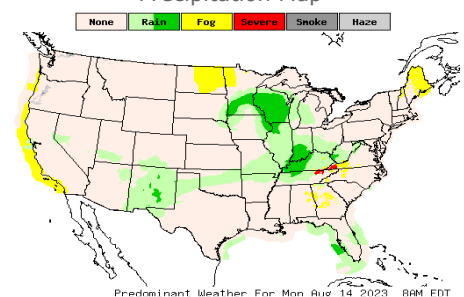 Precipitation Map
None Rain Fog Severe Smoke Haze
Predominant Weather For Mon Aug 14 2023 8AM EDT